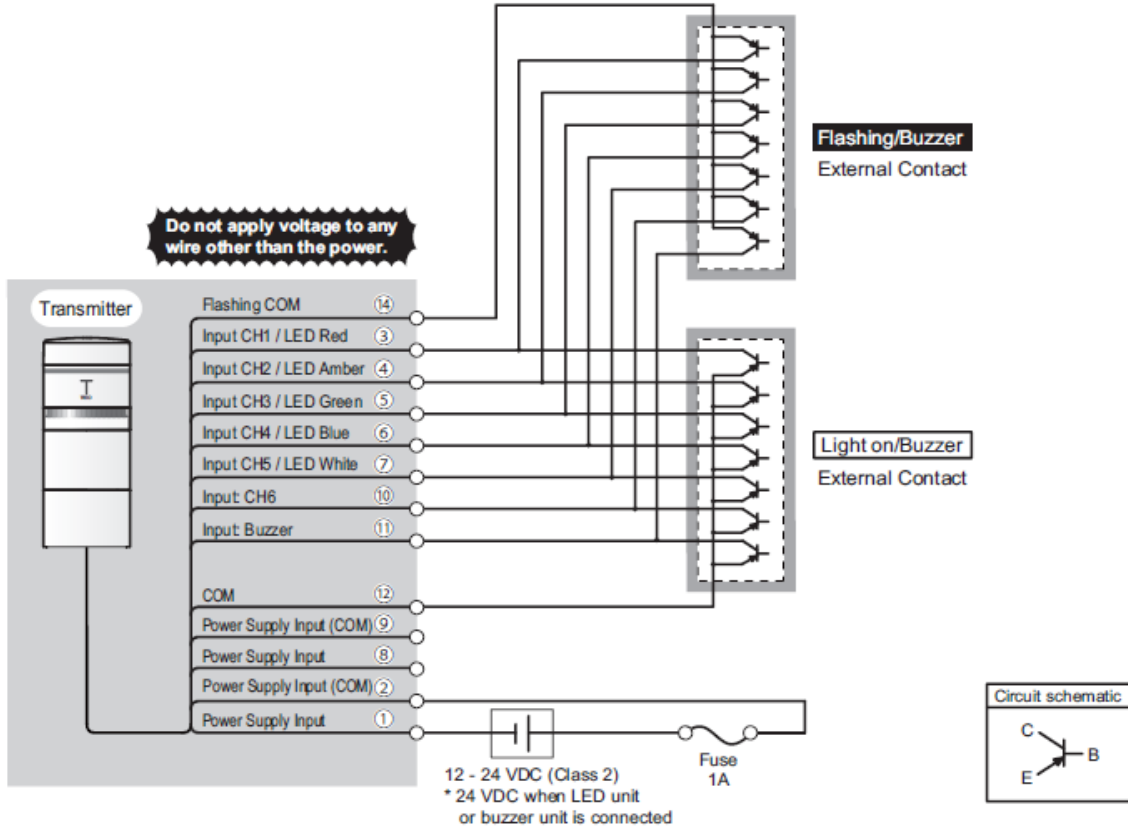 Flashing/Buzzer
External Contact
Do not apply voltage to any
wire other than the power.
Transmitter
Flashing COM ⑭
Input CH1 / LED Red ③
Input CH2 / LED Amber ④
Input CH3 / LED Green ⑤
Input CH4 / LED Blue ⑥
Input CH5 / LED White ⑦
Input: CH6 ⑩
Input: Buzzer ⑪
COM ⑫
Power Supply Input (COM) ⑨
Power Supply Input ⑧
Power Supply Input (COM) ②
Power Supply Input ①
Light on/Buzzer
External Contact
12 - 24 VDC (Class 2)
* 24 VDC when LED unit
or buzzer unit is connected
Fuse
1A
Circuit schematic
C
B
E